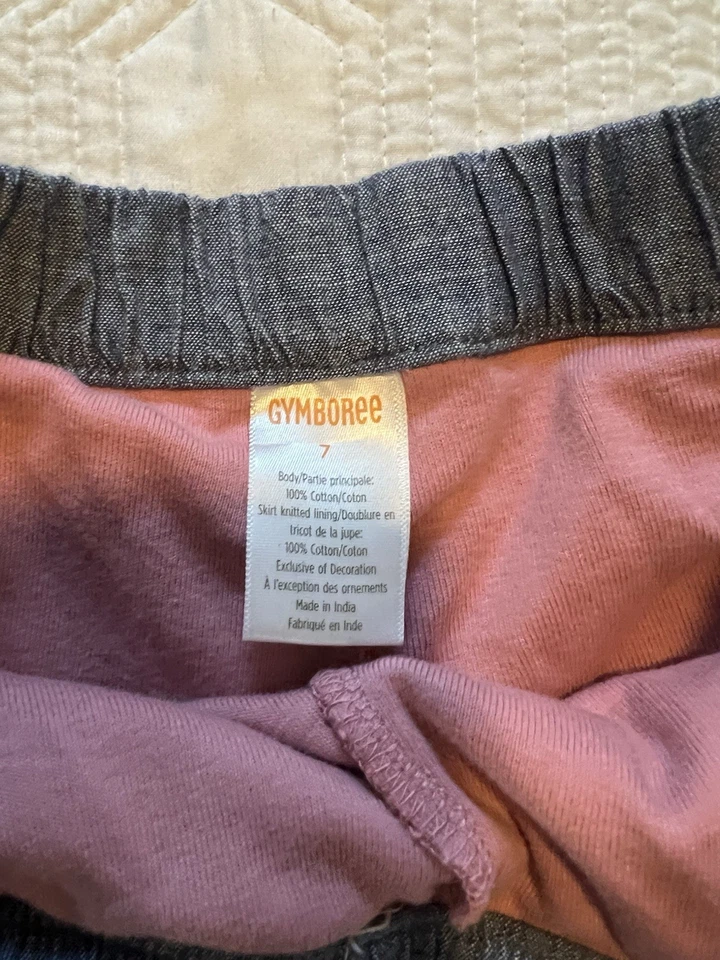 GYMBORee
7
Body/Partie principale:
100% Cotton/Coton
Skirt knitted lining/Doublure en
tricot de la jupe:
100% Cotton/Coton
Exclusive of Decoration
À l'exception des ornements
Made in India
Fabriqué en Inde